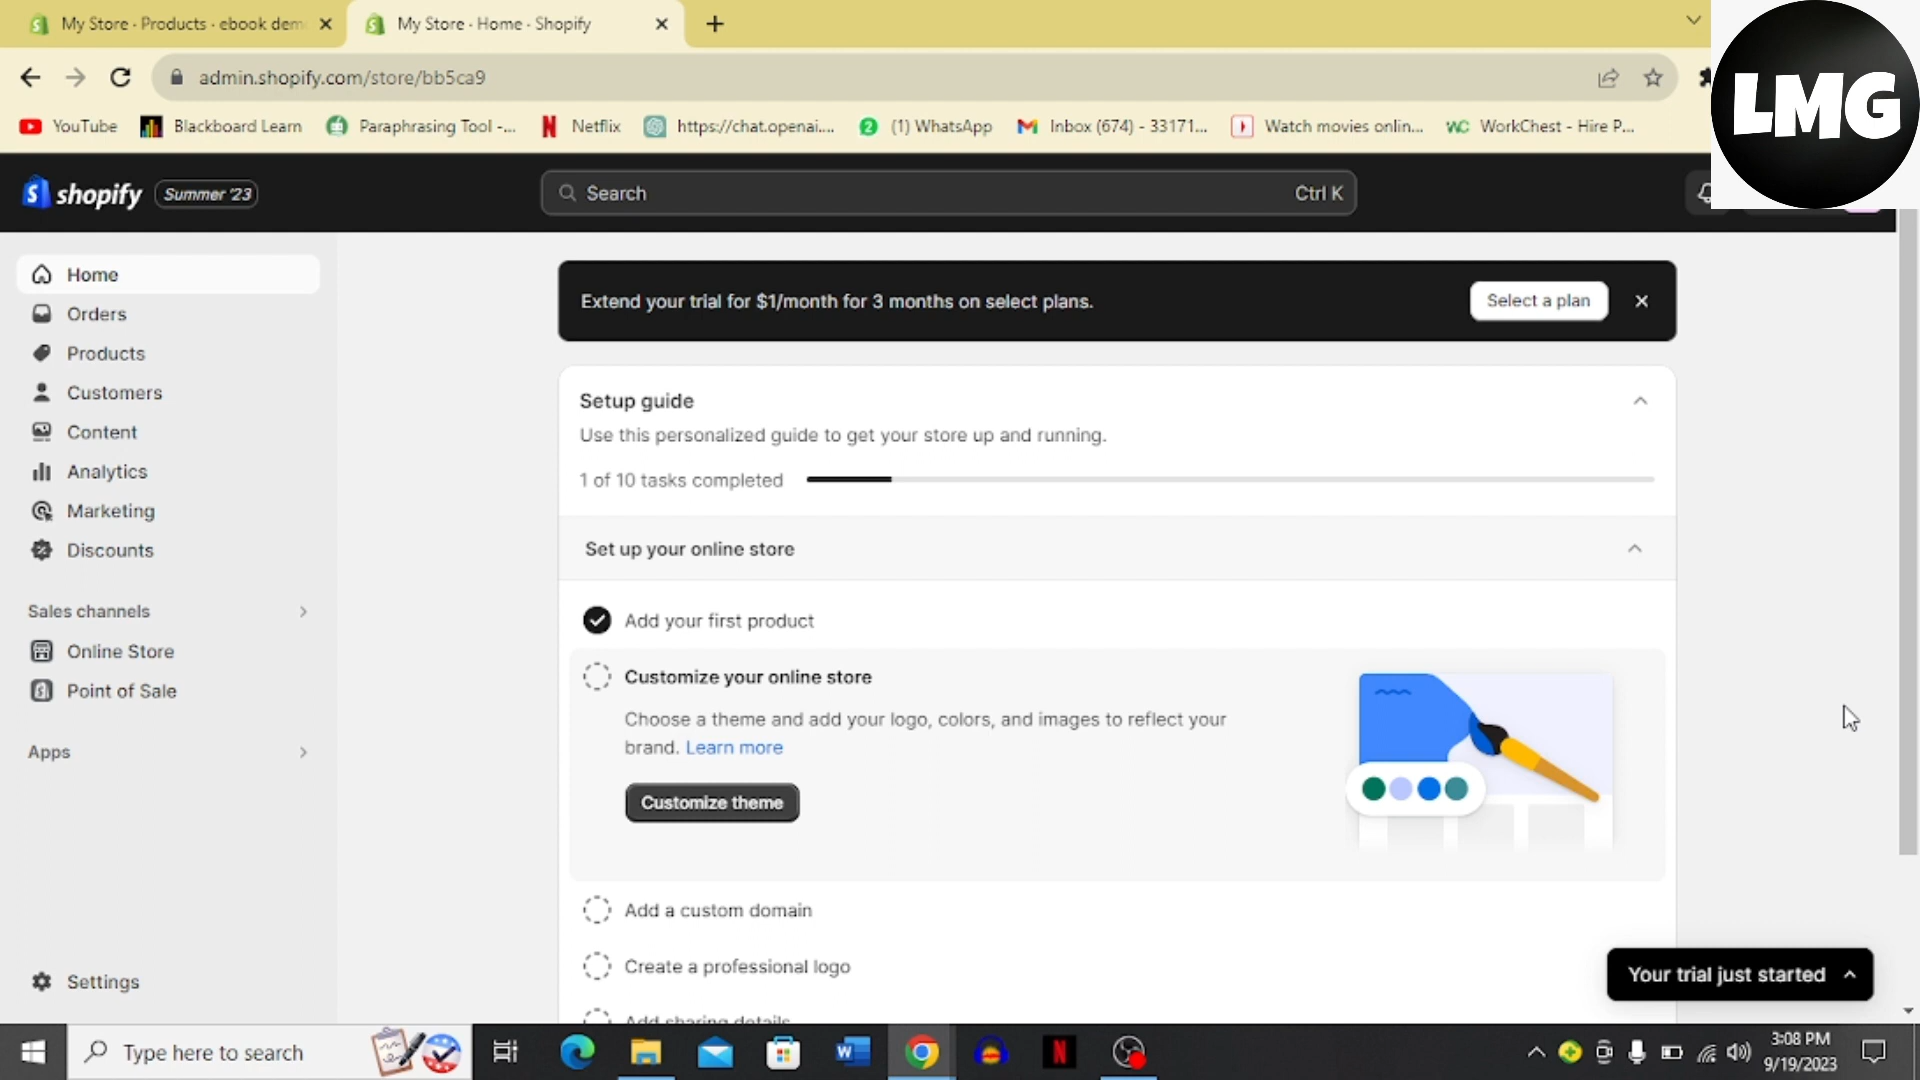 My Store · Products · ebook dem
My Store · Home · Shopify
admin.shopify.com/store/bb5ca9
YouTube
Blackboard Learn
Paraphrasing Tool -...
Netflix
https://chat.openai....
(1) WhatsApp
Inbox (674) - 33171...
Watch movies onlin...
WorkChest - Hire P...
LMG
shopify
Summer '23
Search
Ctrl K
Home
Orders
Products
Customers
Content
Analytics
Marketing
Discounts
Sales channels
Online Store
Point of Sale
Apps
Settings
Extend your trial for $1/month for 3 months on select plans.
Select a plan
Setup guide
Use this personalized guide to get your store up and running.
1 of 10 tasks completed
Set up your online store
Add your first product
Customize your online store
Choose a theme and add your logo, colors, and images to reflect your
brand. Learn more
Customize theme
Add a custom domain
Create a professional logo
Add sharing details
Your trial just started
Type here to search
3:08 PM
9/19/2023